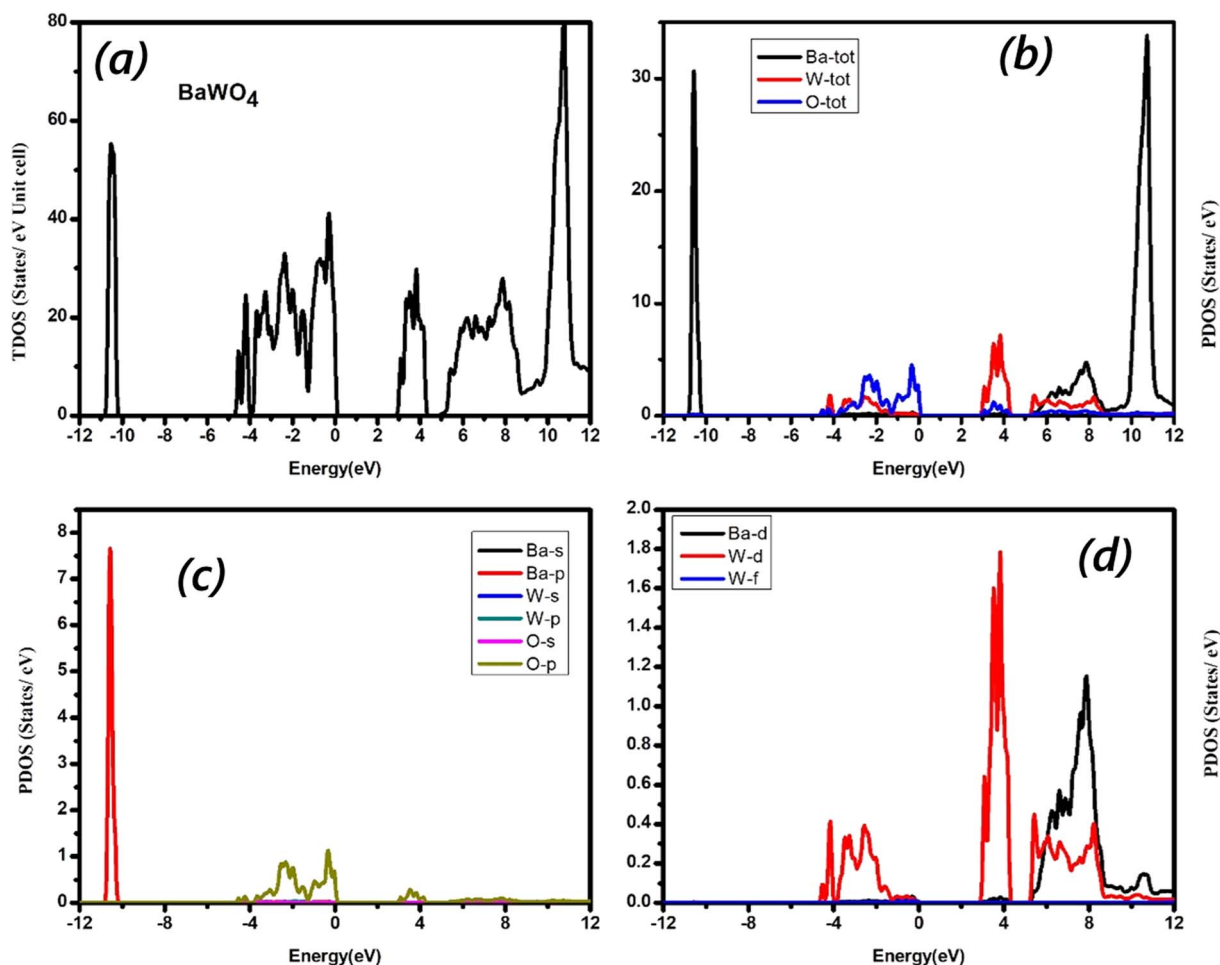 (a)
BaWO4
80
60
40
20
0
TDOS (States/ eV Unit cell)
-12 -10 -8 -6 -4 -2 0 2 4 6 8 10 12
Energy(eV)
(b)
Ba-tot
W-tot
O-tot
30
20
10
0
PDOS (States/ eV)
-12 -10 -8 -6 -4 -2 0 2 4 6 8 10 12
Energy(eV)
(c)
Ba-s
Ba-p
W-s
W-p
O-s
O-p
8
7
6
5
4
3
2
1
0
PDOS (States/ eV)
-12 -8 -4 0 4 8 12
Energy(eV)
(d)
Ba-d
W-d
W-f
2.0
1.8
1.6
1.4
1.2
1.0
0.8
0.6
0.4
0.2
0.0
PDOS (States/ eV)
-12 -8 -4 0 4 8 12
Energy(eV)